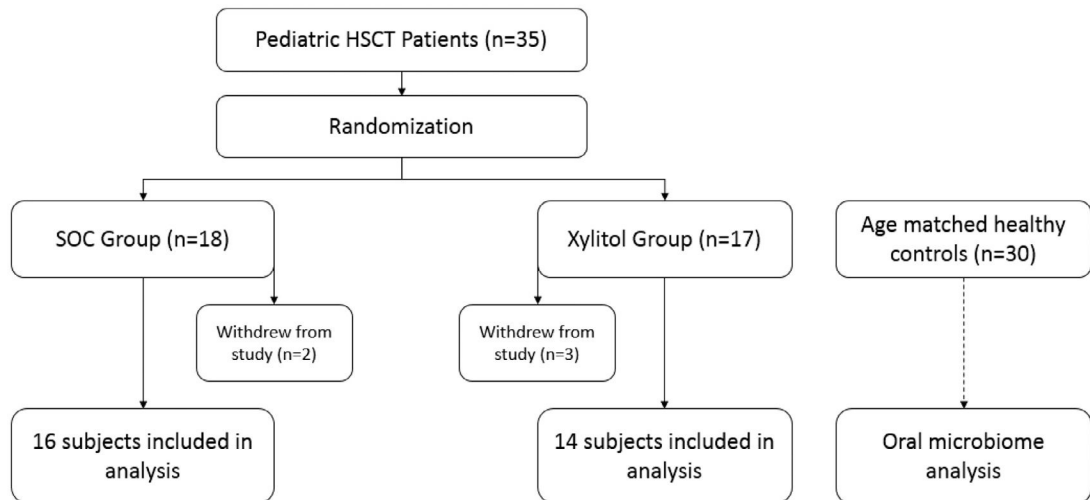 Pediatric HSCT Patients (n=35)
Randomization
SOC Group (n=18)
Xylitol Group (n=17)
Age matched healthy
controls (n=30)
Withdrew from
study (n=2)
Withdrew from
study (n=3)
16 subjects included in
analysis
14 subjects included in
analysis
Oral microbiome
analysis